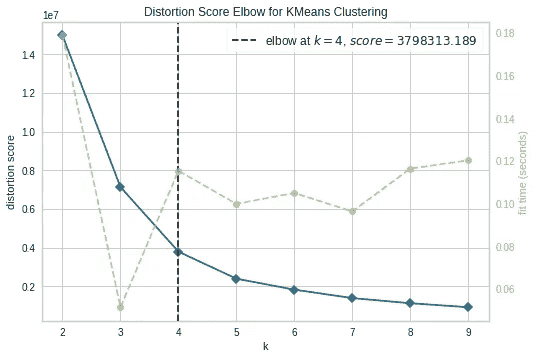 Distortion Score Elbow for KMeans Clustering
1e7
elbow at k=4, score=3798313.189
1.4
1.2
1.0
0.8
0.6
0.4
0.2
distortion score
0.18
0.16
0.14
0.12
0.10
0.08
0.06
fit time (seconds)
2 3 4 5 6 7 8 9
k